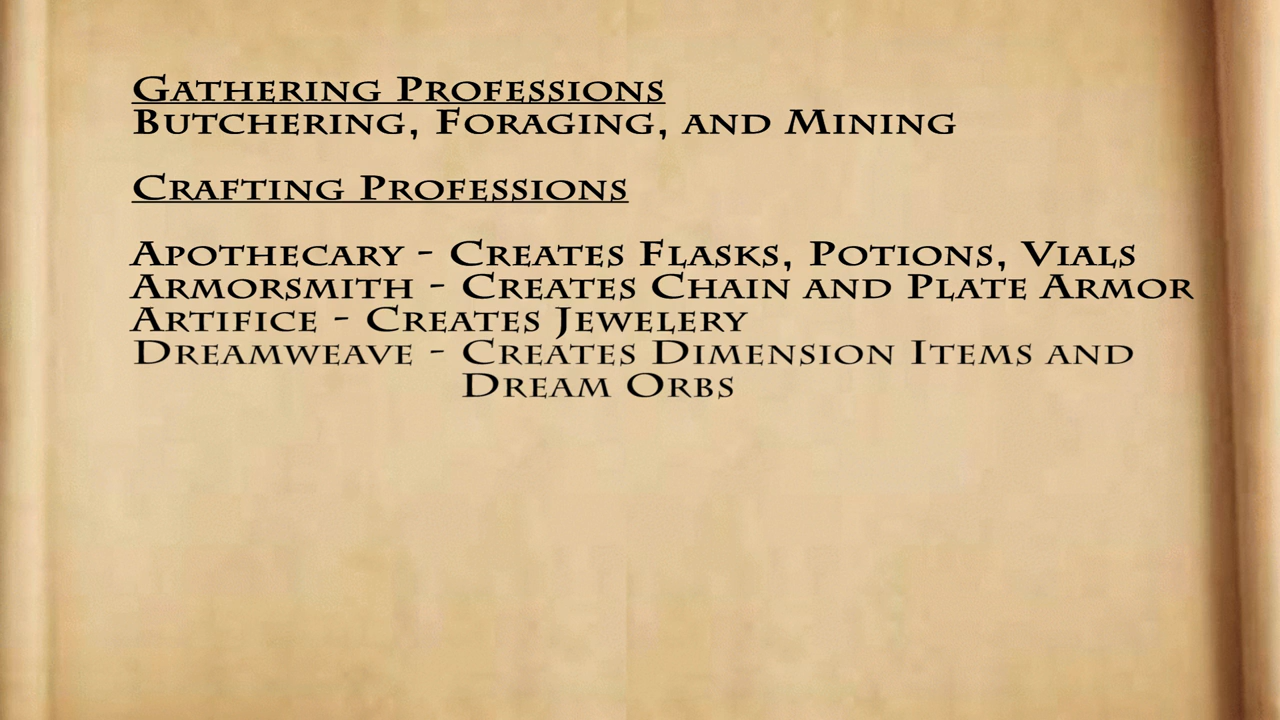 Gathering Professions
Butchering, Foraging, and Mining
Crafting Professions
Apothecary - Creates Flasks, Potions, Vials
Armorsmith - Creates Chain and Plate Armor
Artifice - Creates Jewelery
Dreamweave - Creates Dimension Items and
Dream Orbs